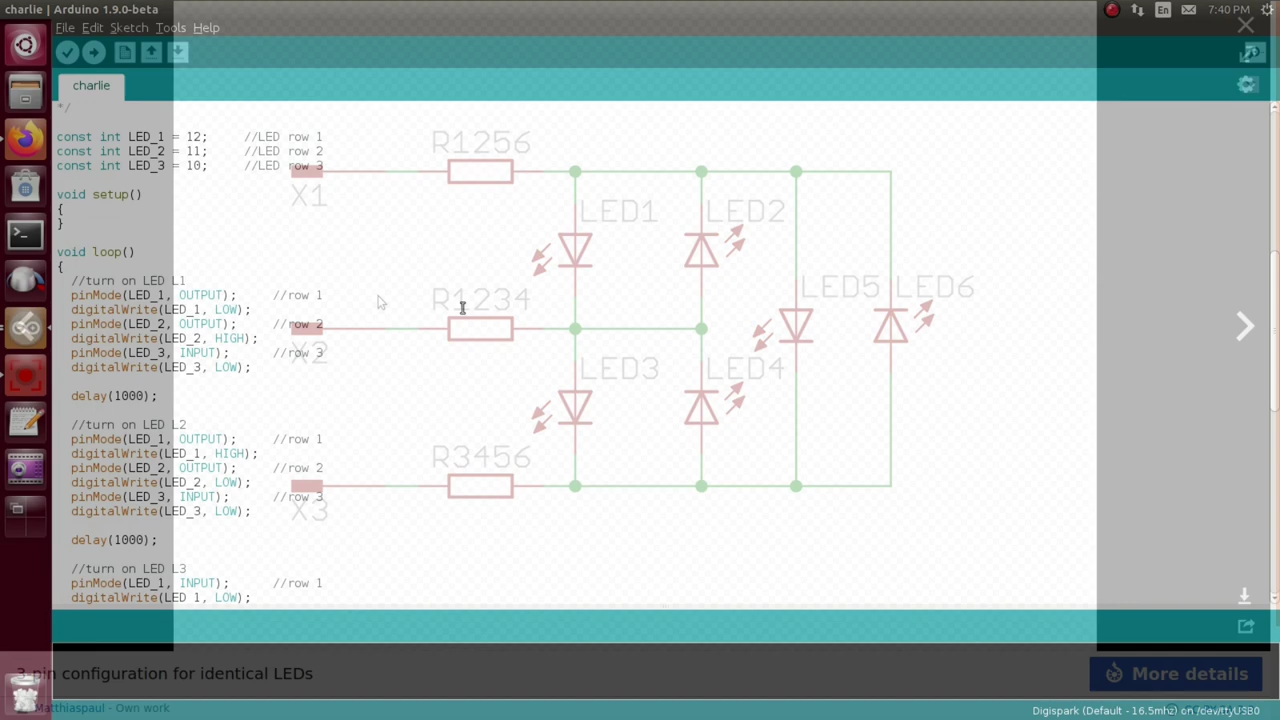 charlie | Arduino 1.9.0-beta
En
7:40 PM
File Edit Sketch Tools Help
charlie
*/
const int LED_1 = 12; //LED row 1
const int LED_2 = 11; //LED row 2
const int LED_3 = 10; //LED row 3
void setup()
{
}
void loop()
{
//turn on LED L1
pinMode(LED_1, OUTPUT); //row 1
digitalWrite(LED_1, LOW);
pinMode(LED_2, OUTPUT); //row 2
digitalWrite(LED_2, HIGH);
pinMode(LED_3, INPUT); //row 3
digitalWrite(LED_3, LOW);
delay(1000);
//turn on LED L2
pinMode(LED_1, OUTPUT); //row 1
digitalWrite(LED_1, HIGH);
pinMode(LED_2, OUTPUT); //row 2
digitalWrite(LED_2, LOW);
pinMode(LED_3, INPUT); //row 3
digitalWrite(LED_3, LOW);
delay(1000);
//turn on LED L3
pinMode(LED_1, INPUT); //row 1
digitalWrite(LED_1, LOW);
R1256
X1
LED1 LED2
LED5 LED6
R1234
X2
LED3 LED4
R3456
X3
3-pin configuration for identical LEDs
More details
Matthiaspaul - Own work
Digispark (Default - 16.5mhz) on /dev/ttyUSB0